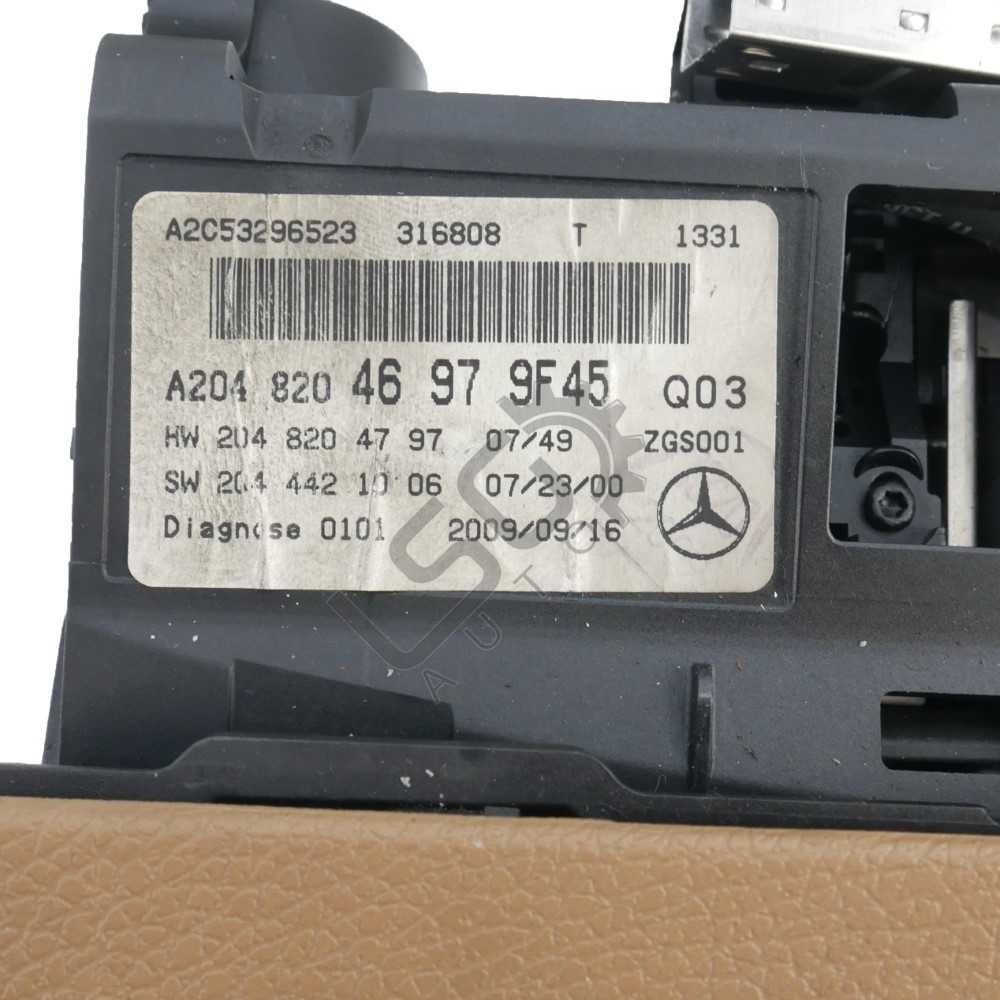 A2C53296523 316808 T 1331
A204 820 46 97 9F45 Q03
HW 204 820 47 97 07/49 ZGS001
SW 204 442 10 06 07/23/00
Diagnose 0101 2009/09/16
AUTO